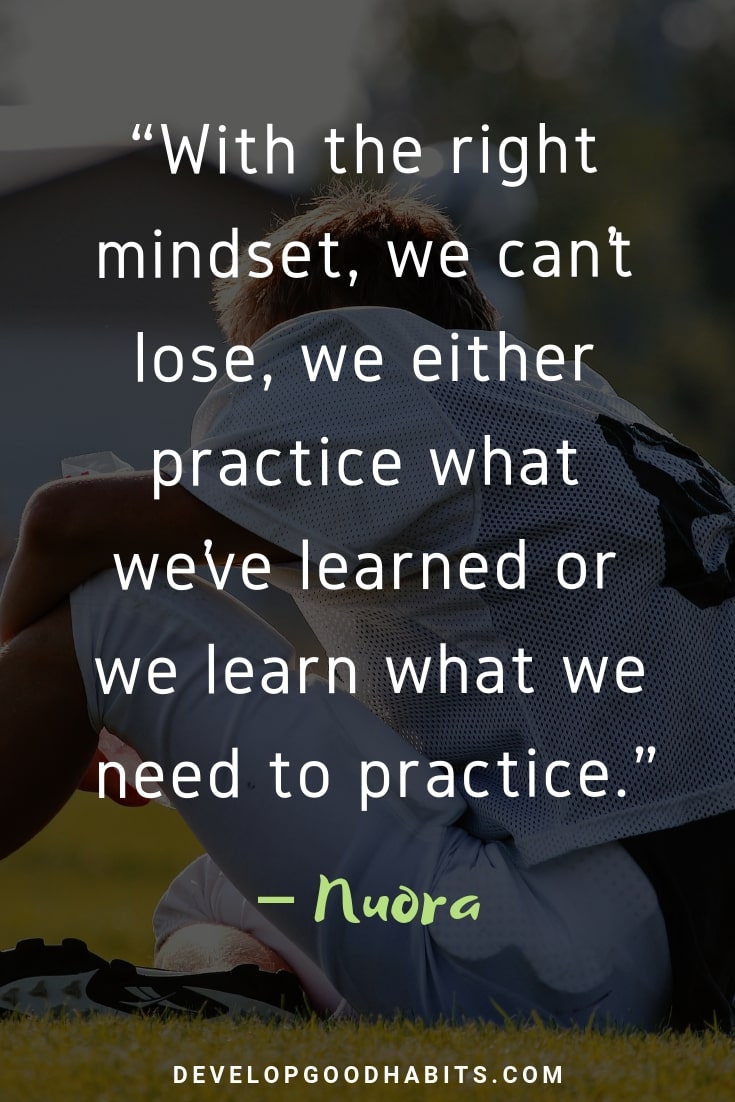 “With the right
mindset, we can't
lose, we either
practice what
we've learned or
we learn what we
need to practice.”
– Nuora
DEVELOPGOODHABITS.COM